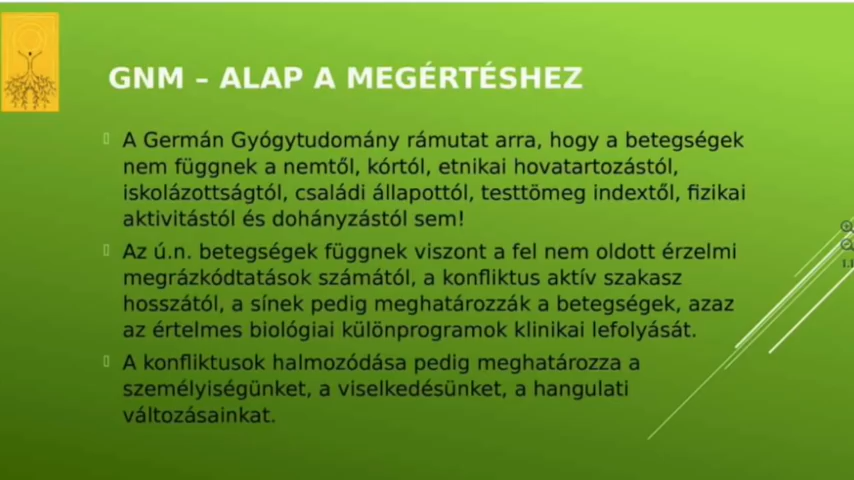 GNM – ALAP A MEGÉRTÉSHEZ
A Germán Gyógytudomány rámutat arra, hogy a betegségek
nem függnek a nemtől, kórtól, etnikai hovatartozástól,
iskolázottságtól, családi állapottól, testtömeg indextől, fizikai
aktivitástól és dohányzástól sem!
Az ú.n. betegségek függnek viszont a fel nem oldott érzelmi
megrázkódtatások számától, a konfliktus aktív szakasz
hosszától, a sínek pedig meghatározzák a betegségek, azaz
az értelmes biológiai különprogramok klinikai lefolyását.
A konfliktusok halmozódása pedig meghatározza a
személyiségünket, a viselkedésünket, a hangulati
változásainkat.